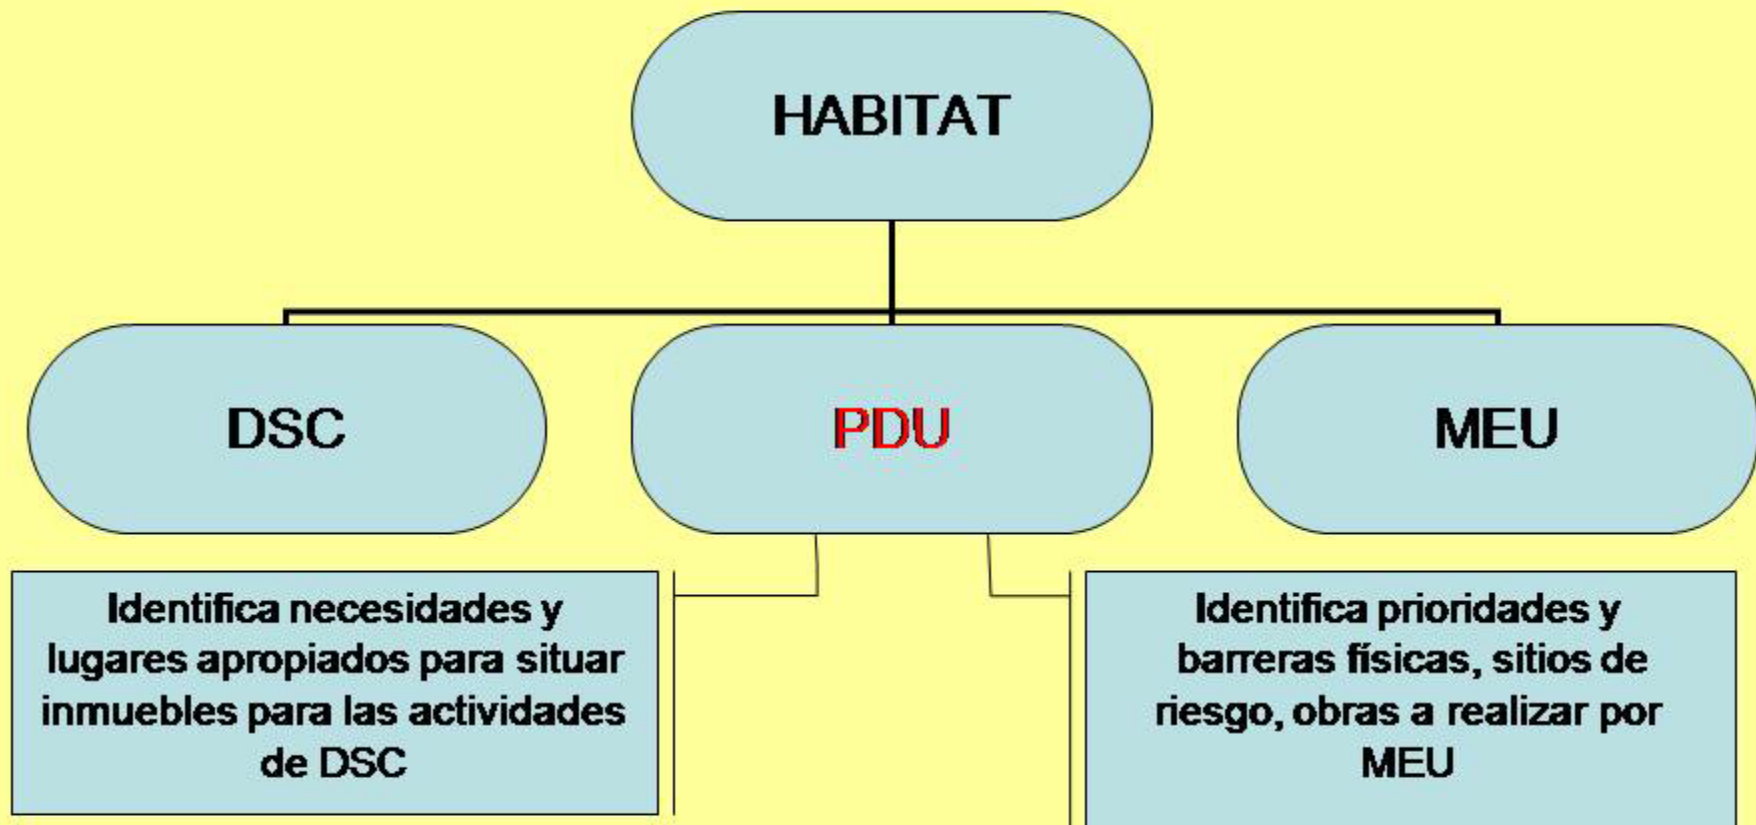 HABITAT
DSC
PDU
MEU
Identifica necesidades y
lugares apropiados para situar
inmuebles para las actividades
de DSC
Identifica prioridades y
barreras físicas, sitios de
riesgo, obras a realizar por
MEU